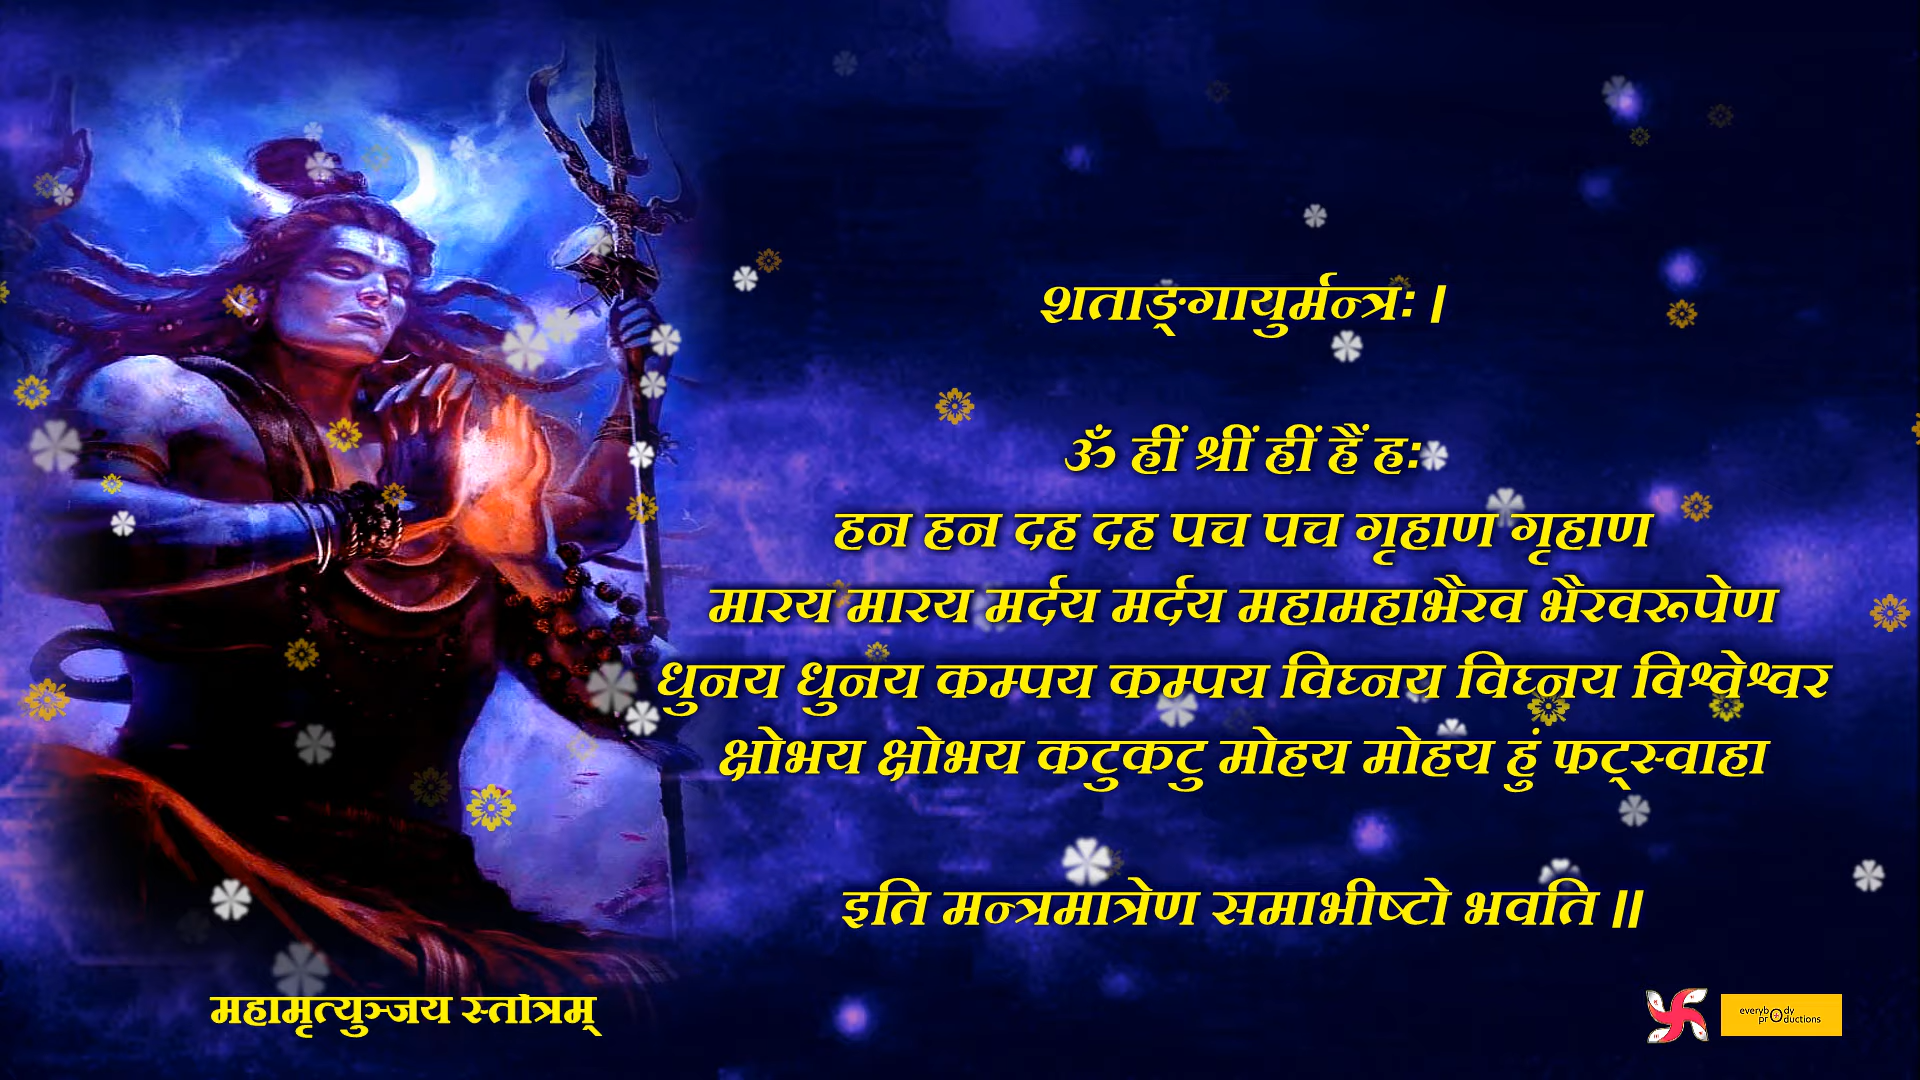 शताङ्गायुर्मन्त्रः ।
ॐ ह्रीं श्रीं ह्रीं ह्रैं हः
हन हन दह दह पच पच गृहाण गृहाण
मारय मारय मर्दय मर्दय महामहाभैरव भैरवरूपेण
धुनय धुनय कम्पय कम्पय विघ्नय विघ्नय विश्वेश्वर
क्षोभय क्षोभय कटुकटु मोहय मोहय हुं फट्स्वाहा
इति मन्त्रमात्रेण समाभीष्टो भवति ॥
महामृत्युञ्जय स्तोत्रम्
everybody
productions